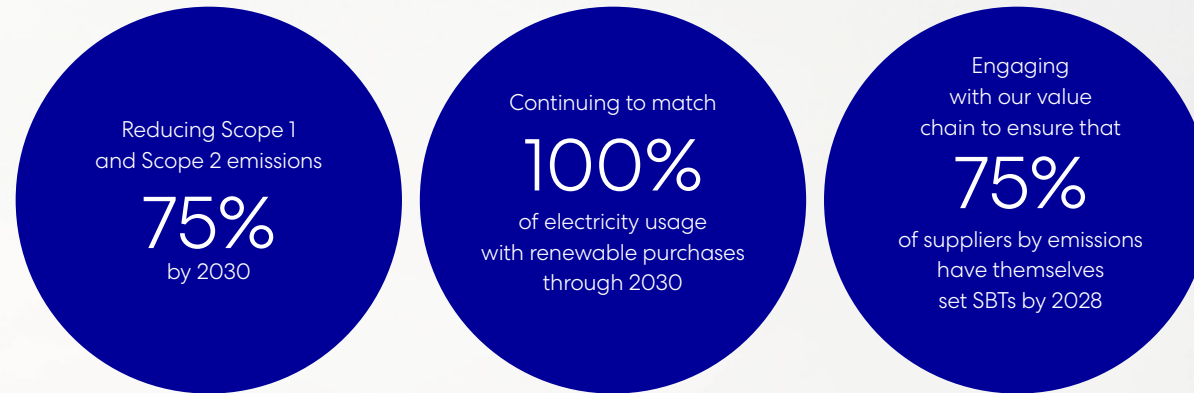 Reducing Scope 1
and Scope 2 emissions
75%
by 2030
Continuing to match
100%
of electricity usage
with renewable purchases
through 2030
Engaging
with our value
chain to ensure that
75%
of suppliers by emissions
have themselves
set SBTs by 2028